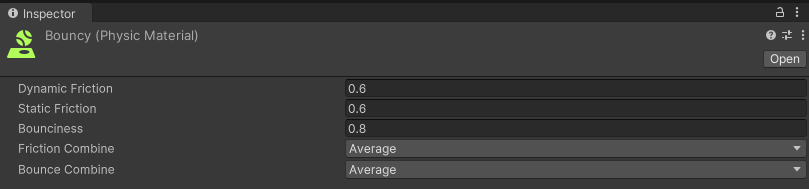 Inspector
Bouncy (Physic Material)
Open
Dynamic Friction 0.6
Static Friction 0.6
Bounciness 0.8
Friction Combine Average
Bounce Combine Average